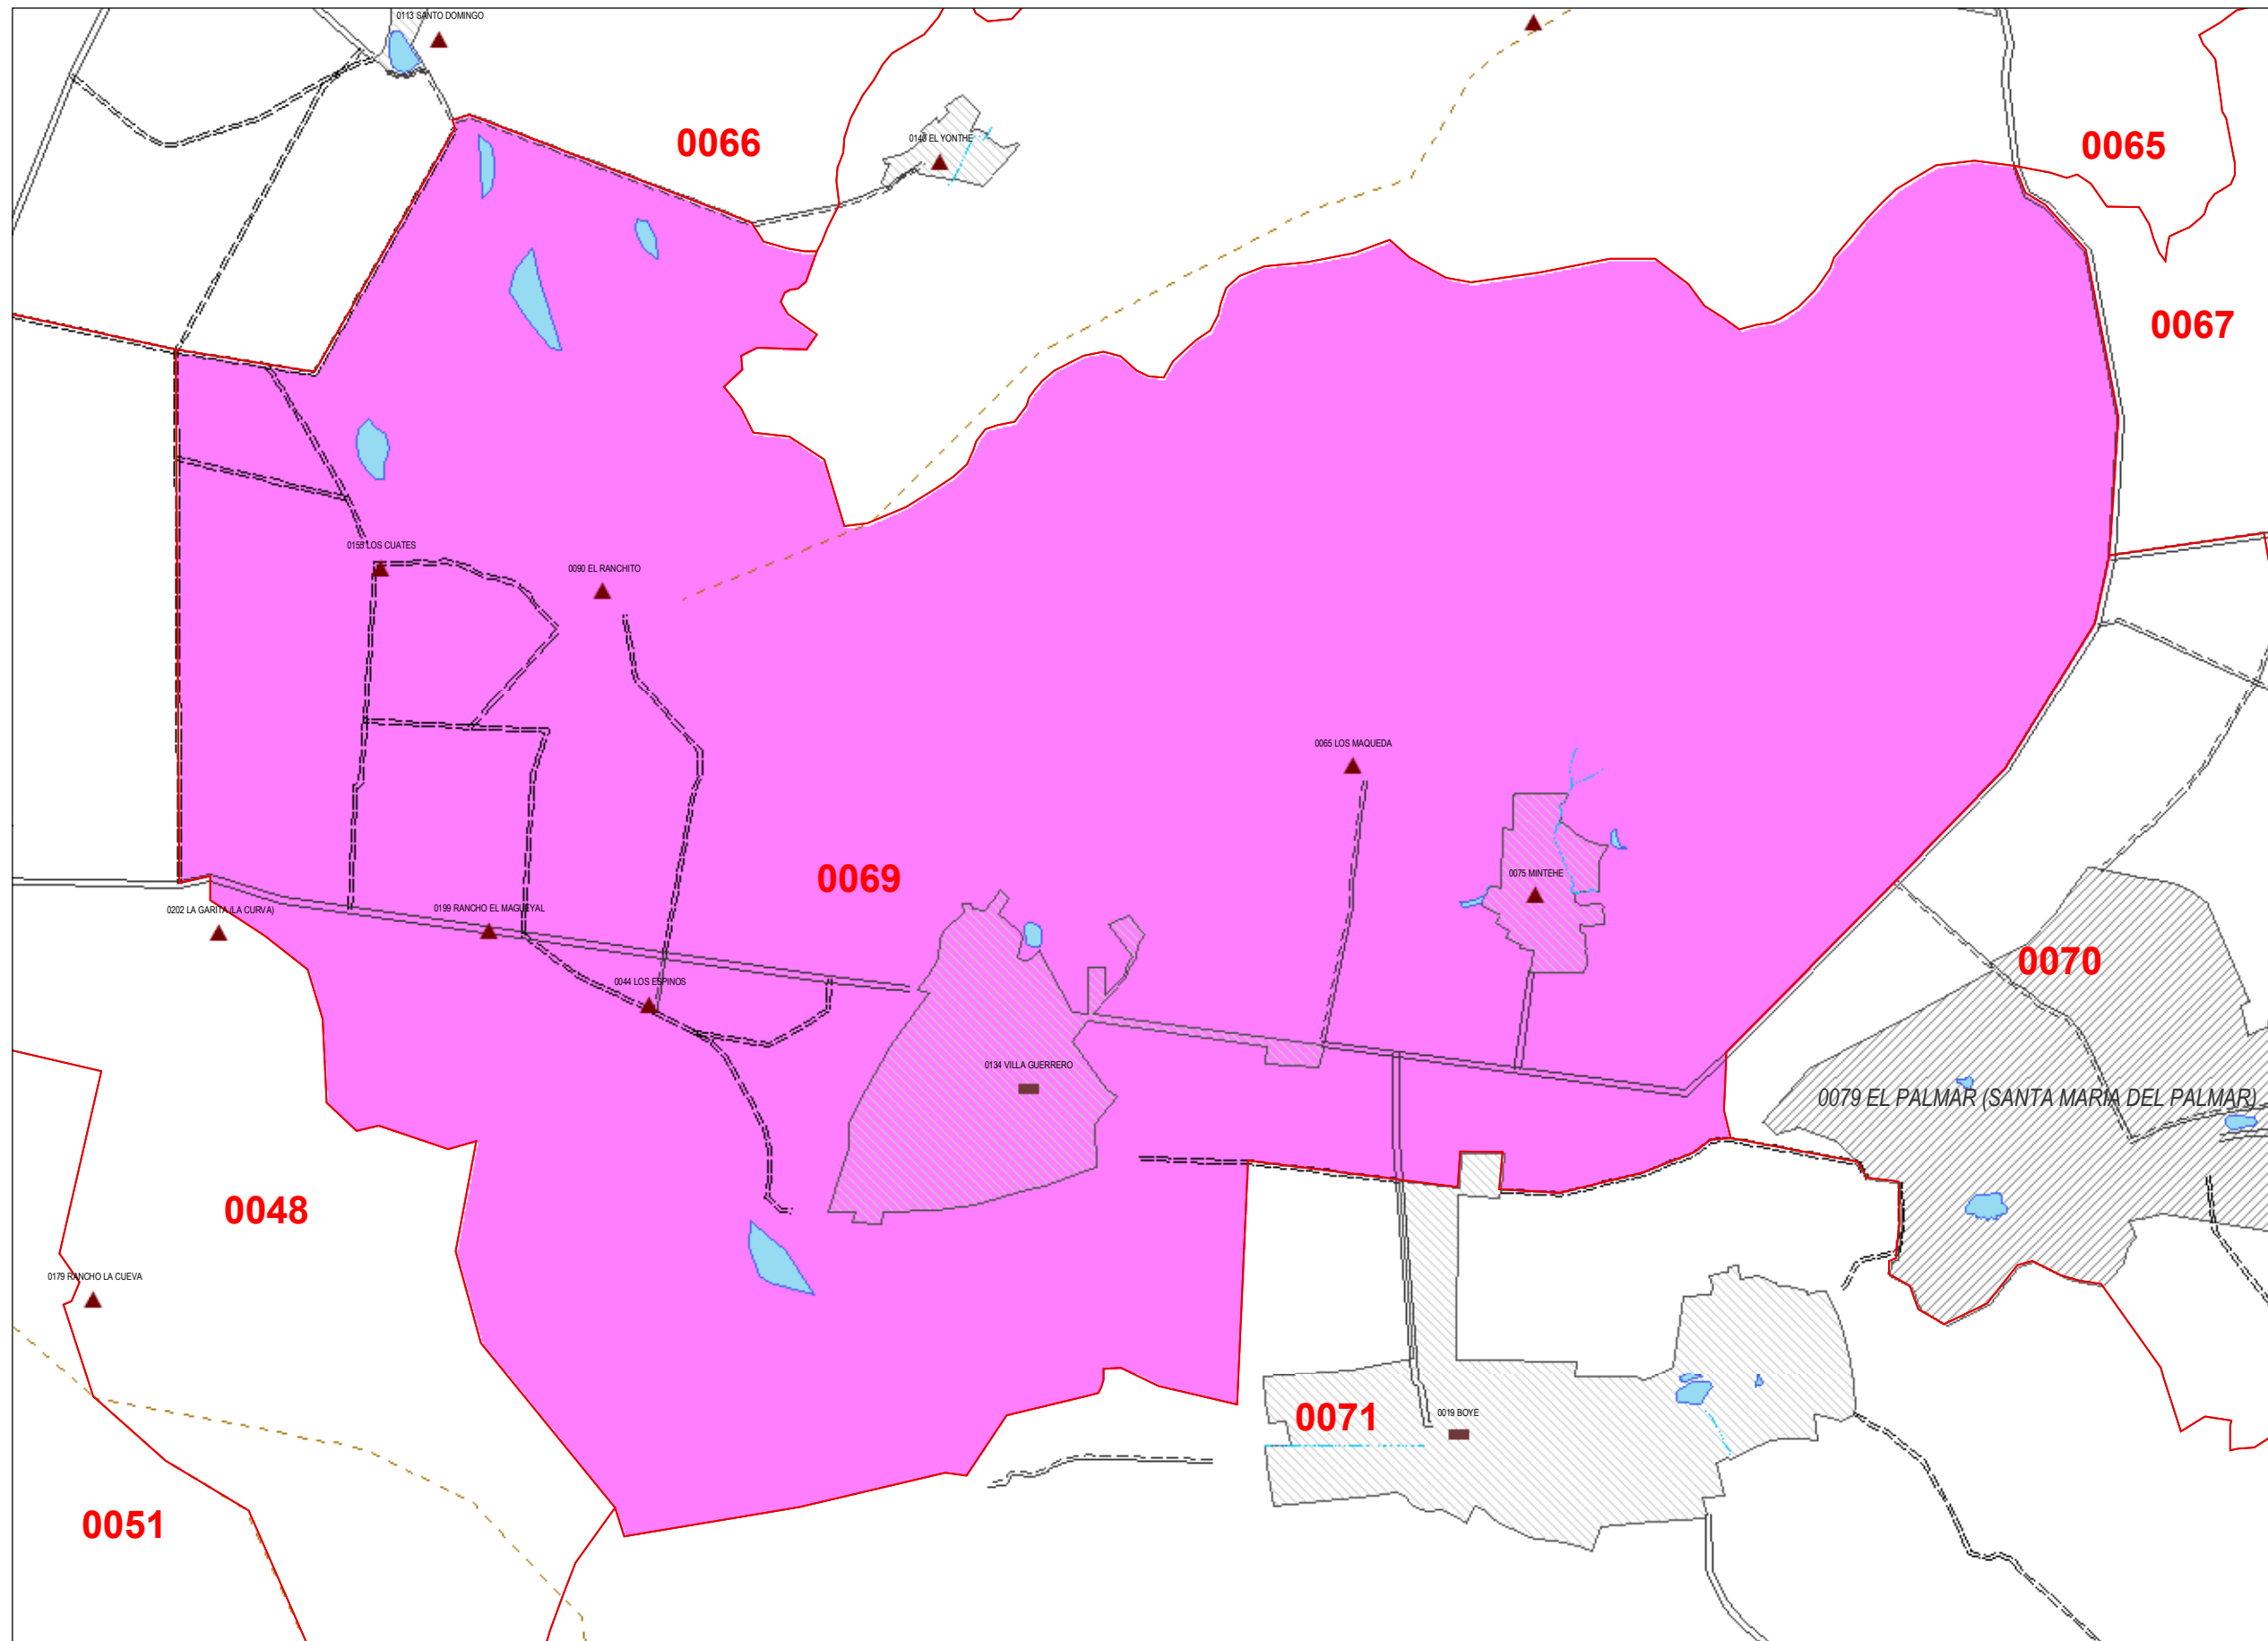 0113 SANTO DOMINGO
0066
0140 EL YONTHE
0065
0067
0155 LOS CUATES
0090 EL RANCHITO
0065 LOS MAQUEDA
0069
0075 MINTEHE
0202 LA GARITA (LA CURVA)
0199 RANCHO EL MAGUEYAL
0070
0044 LOS ESPINOS
0134 VILLA GUERRERO
0079 EL PALMAR (SANTA MARIA DEL PALMAR)
0048
0179 RANCHO LA CUEVA
0071
0019 BOYE
0051